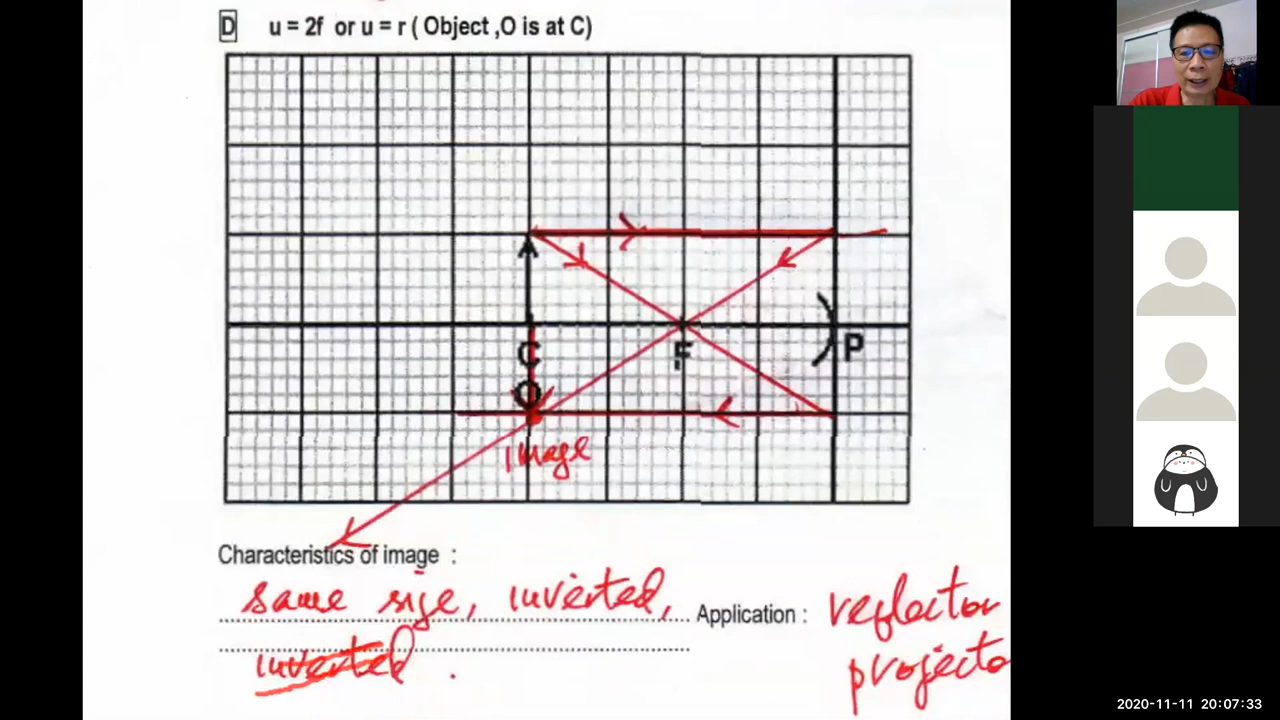 D u = 2f or u = r ( Object ,O is at C)
C
F
P
O
image
Characteristics of image :
same size, inverted,
Application :
reflector
inverted .
projecto
2020-11-11 20:07:33